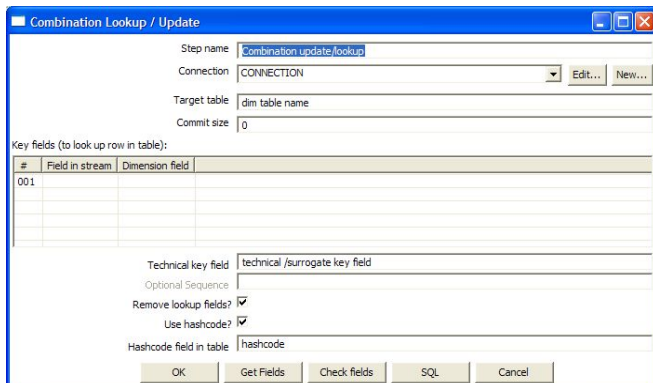 Combination Lookup / Update
Step name Combination update/lookup
Connection CONNECTION Edit... New...
Target table dim table name
Commit size 0
Key fields (to look up row in table):
# Field in stream Dimension field
001
Technical key field technical /surrogate key field
Optional Sequence
Remove lookup fields?
Use hashcode?
Hashcode field in table hashcode
OK Get Fields Check fields SQL Cancel